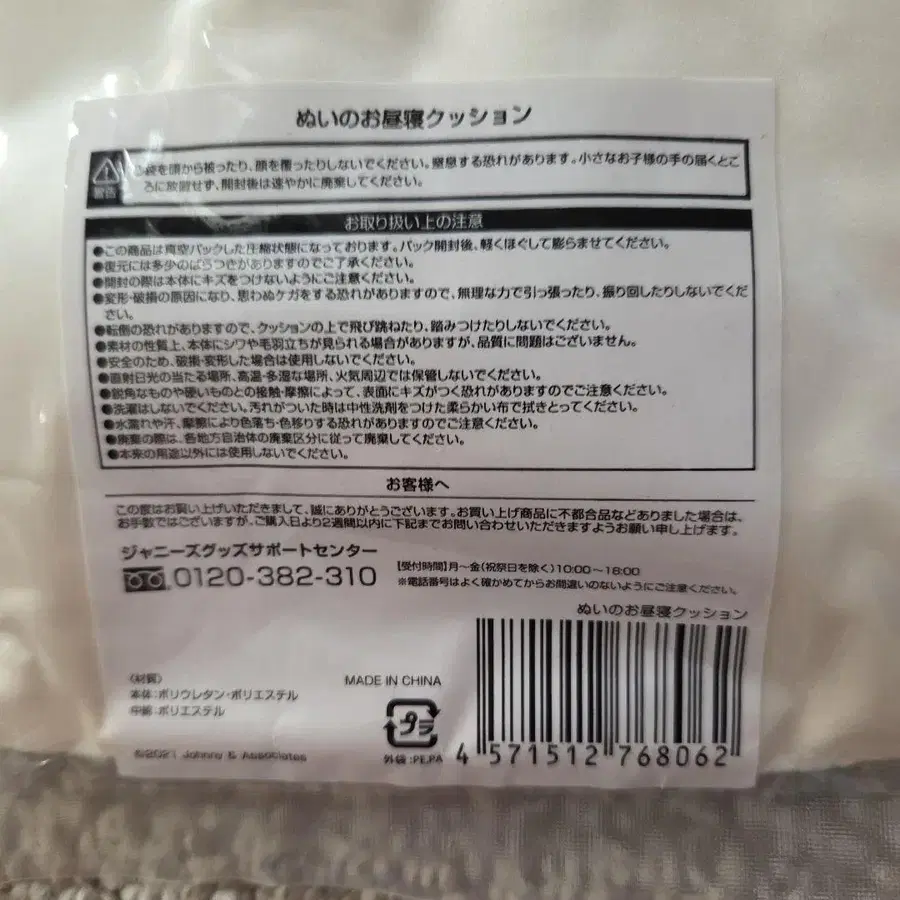 ぬいのお昼寝クッション
警告
袋を頭から被ったり、顔を覆ったりしないでください。窒息する恐れがあります。小さなお子様の手の届くとこ
ろに放置せず、開封後は速やかに廃棄してください。
お取り扱い上の注意
●この商品は真空パックした圧縮状態になっております。パック開封後、軽くほぐして膨らませてください。
●復元には多少のばらつきがありますのでご了承ください。
●開封の際は本体にキズをつけないようにご注意ください。
●変形・破損の原因になり、思わぬケガをする恐れがありますので、無理な力で引っ張ったり、振り回したりしないでくだ
さい。
●転倒の恐れがありますので、クッションの上で飛び跳ねたり、踏みつけたりしないでください。
●素材の性質上、本体にシワや毛羽立ちが見られる場合がありますが、品質に問題はございません。
●安全のため、破損・変形した場合は使用しないでください。
●直射日光の当たる場所、高温・多湿な場所、火気周辺では保管しないでください。
●鋭角なものや硬いものとの接触・摩擦によって、表面にキズがつく恐れがありますのでご注意ください。
●洗濯はしないでください。汚れがついた時は中性洗剤をつけた柔らかい布で拭きとってください。
●水濡れや汗、摩擦により色落ち・色移りする恐れがありますのでご注意ください。
●廃棄の際は、各地方自治体の廃棄区分に従って廃棄してください。
●本来の用途以外には使用しないでください。
お客様へ
この度はお買い上げいただきまして、誠にありがとうございます。お買い上げ商品に不都合品などありました場合は、
お手数ではございますが、ご購入日より2週間以内に下記までお問い合わせいただきますようお願い申し上げます。
ジャニーズグッズサポートセンター
0120-382-310
【受付時間】月〜金(祝祭日を除く)10:00〜18:00
※電話番号はよく確かめてからお間違いのないようにご注意ください。
ぬいのお昼寝クッション
〈材質〉
本体:ポリウレタン・ポリエステル
中綿:ポリエステル
MADE IN CHINA
プラ
外袋:PE,PA
©2021 Johnny & Associates
4 571512 768062